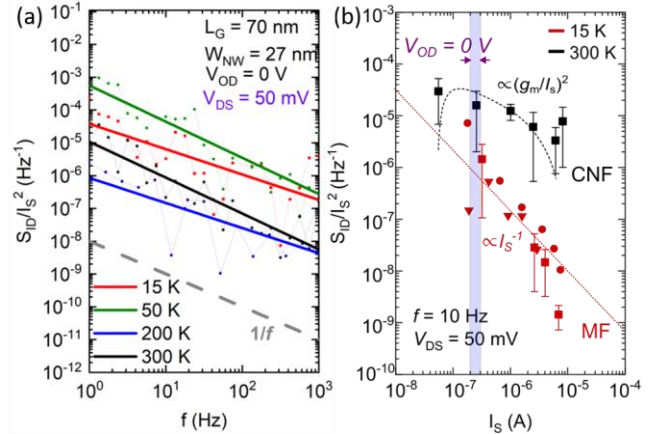 (a)
L_G = 70 nm
W_NW = 27 nm
V_OD = 0 V
V_DS = 50 mV
S_ID/I_S^2 (Hz^-1)
10^-1
10^-2
10^-3
10^-4
10^-5
10^-6
10^-7
10^-8
10^-9
10^-10
10^-11
10^-12
15 K
50 K
200 K
300 K
1/f
10^0 10^1 10^2 10^3
f (Hz)
(b)
V_OD = 0 V
15 K
300 K
∝(g_m/I_s)^2
CNF
∝I_S^-1
f = 10 Hz
V_DS = 50 mV
MF
S_ID/I_S^2 (Hz^-1)
10^-3
10^-4
10^-5
10^-6
10^-7
10^-8
10^-9
10^-10
10^-8 10^-7 10^-6 10^-5 10^-4
I_S (A)